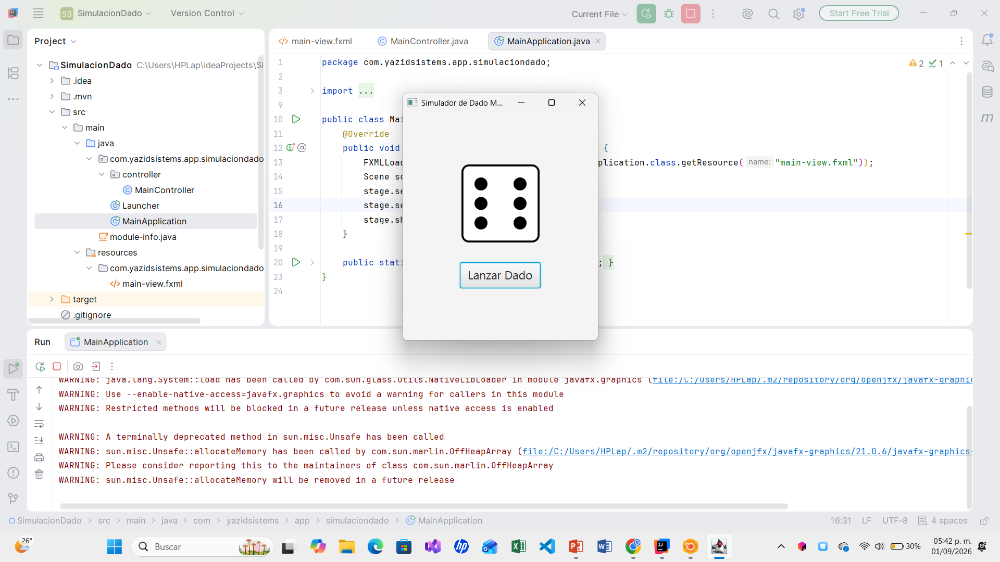 SD SimulacionDado Version Control Current File Start Free Trial
Project
main-view.fxml MainController.java MainApplication.java
SimulacionDado C:\Users\HPLap\IdeaProjects\Si
.idea
.mvn
src
main
java
com.yazidsistems.app.simulaciondado
controller
MainController
Launcher
MainApplication
module-info.java
resources
com.yazidsistems.app.simulaciondado
main-view.fxml
target
.gitignore
1 package com.yazidsistems.app.simulaciondado;
2
3 import ...
9
10 public class Mai
11 @Override
12 public void {
13 FXMLLoa plication.class.getResource( name: "main-view.fxml"));
14 Scene sc
15 stage.se
16 stage.se
17 stage.sh
18 }
19
20 public stati ; }
23 }
24
2 1
Simulador de Dado M...
Lanzar Dado
Run MainApplication
WARNING: java.lang.System::load has been called by com.sun.glass.utils.NativeLibLoader in module javafx.graphics (file:/C:/Users/HPLap/.m2/repository/org/openjfx/javafx-graphic
WARNING: Use --enable-native-access=javafx.graphics to avoid a warning for callers in this module
WARNING: Restricted methods will be blocked in a future release unless native access is enabled
WARNING: A terminally deprecated method in sun.misc.Unsafe has been called
WARNING: sun.misc.Unsafe::allocateMemory has been called by com.sun.marlin.OffHeapArray (file:/C:/Users/HPLap/.m2/repository/org/openjfx/javafx-graphics/21.0.6/javafx-graphics-
WARNING: Please consider reporting this to the maintainers of class com.sun.marlin.OffHeapArray
WARNING: sun.misc.Unsafe::allocateMemory will be removed in a future release
SimulacionDado > src > main > java > com > yazidsistems > app > simulaciondado > MainApplication 16:31 LF UTF-8 4 spaces
26° Buscar 30% 05:42 p. m.
01/09/2026